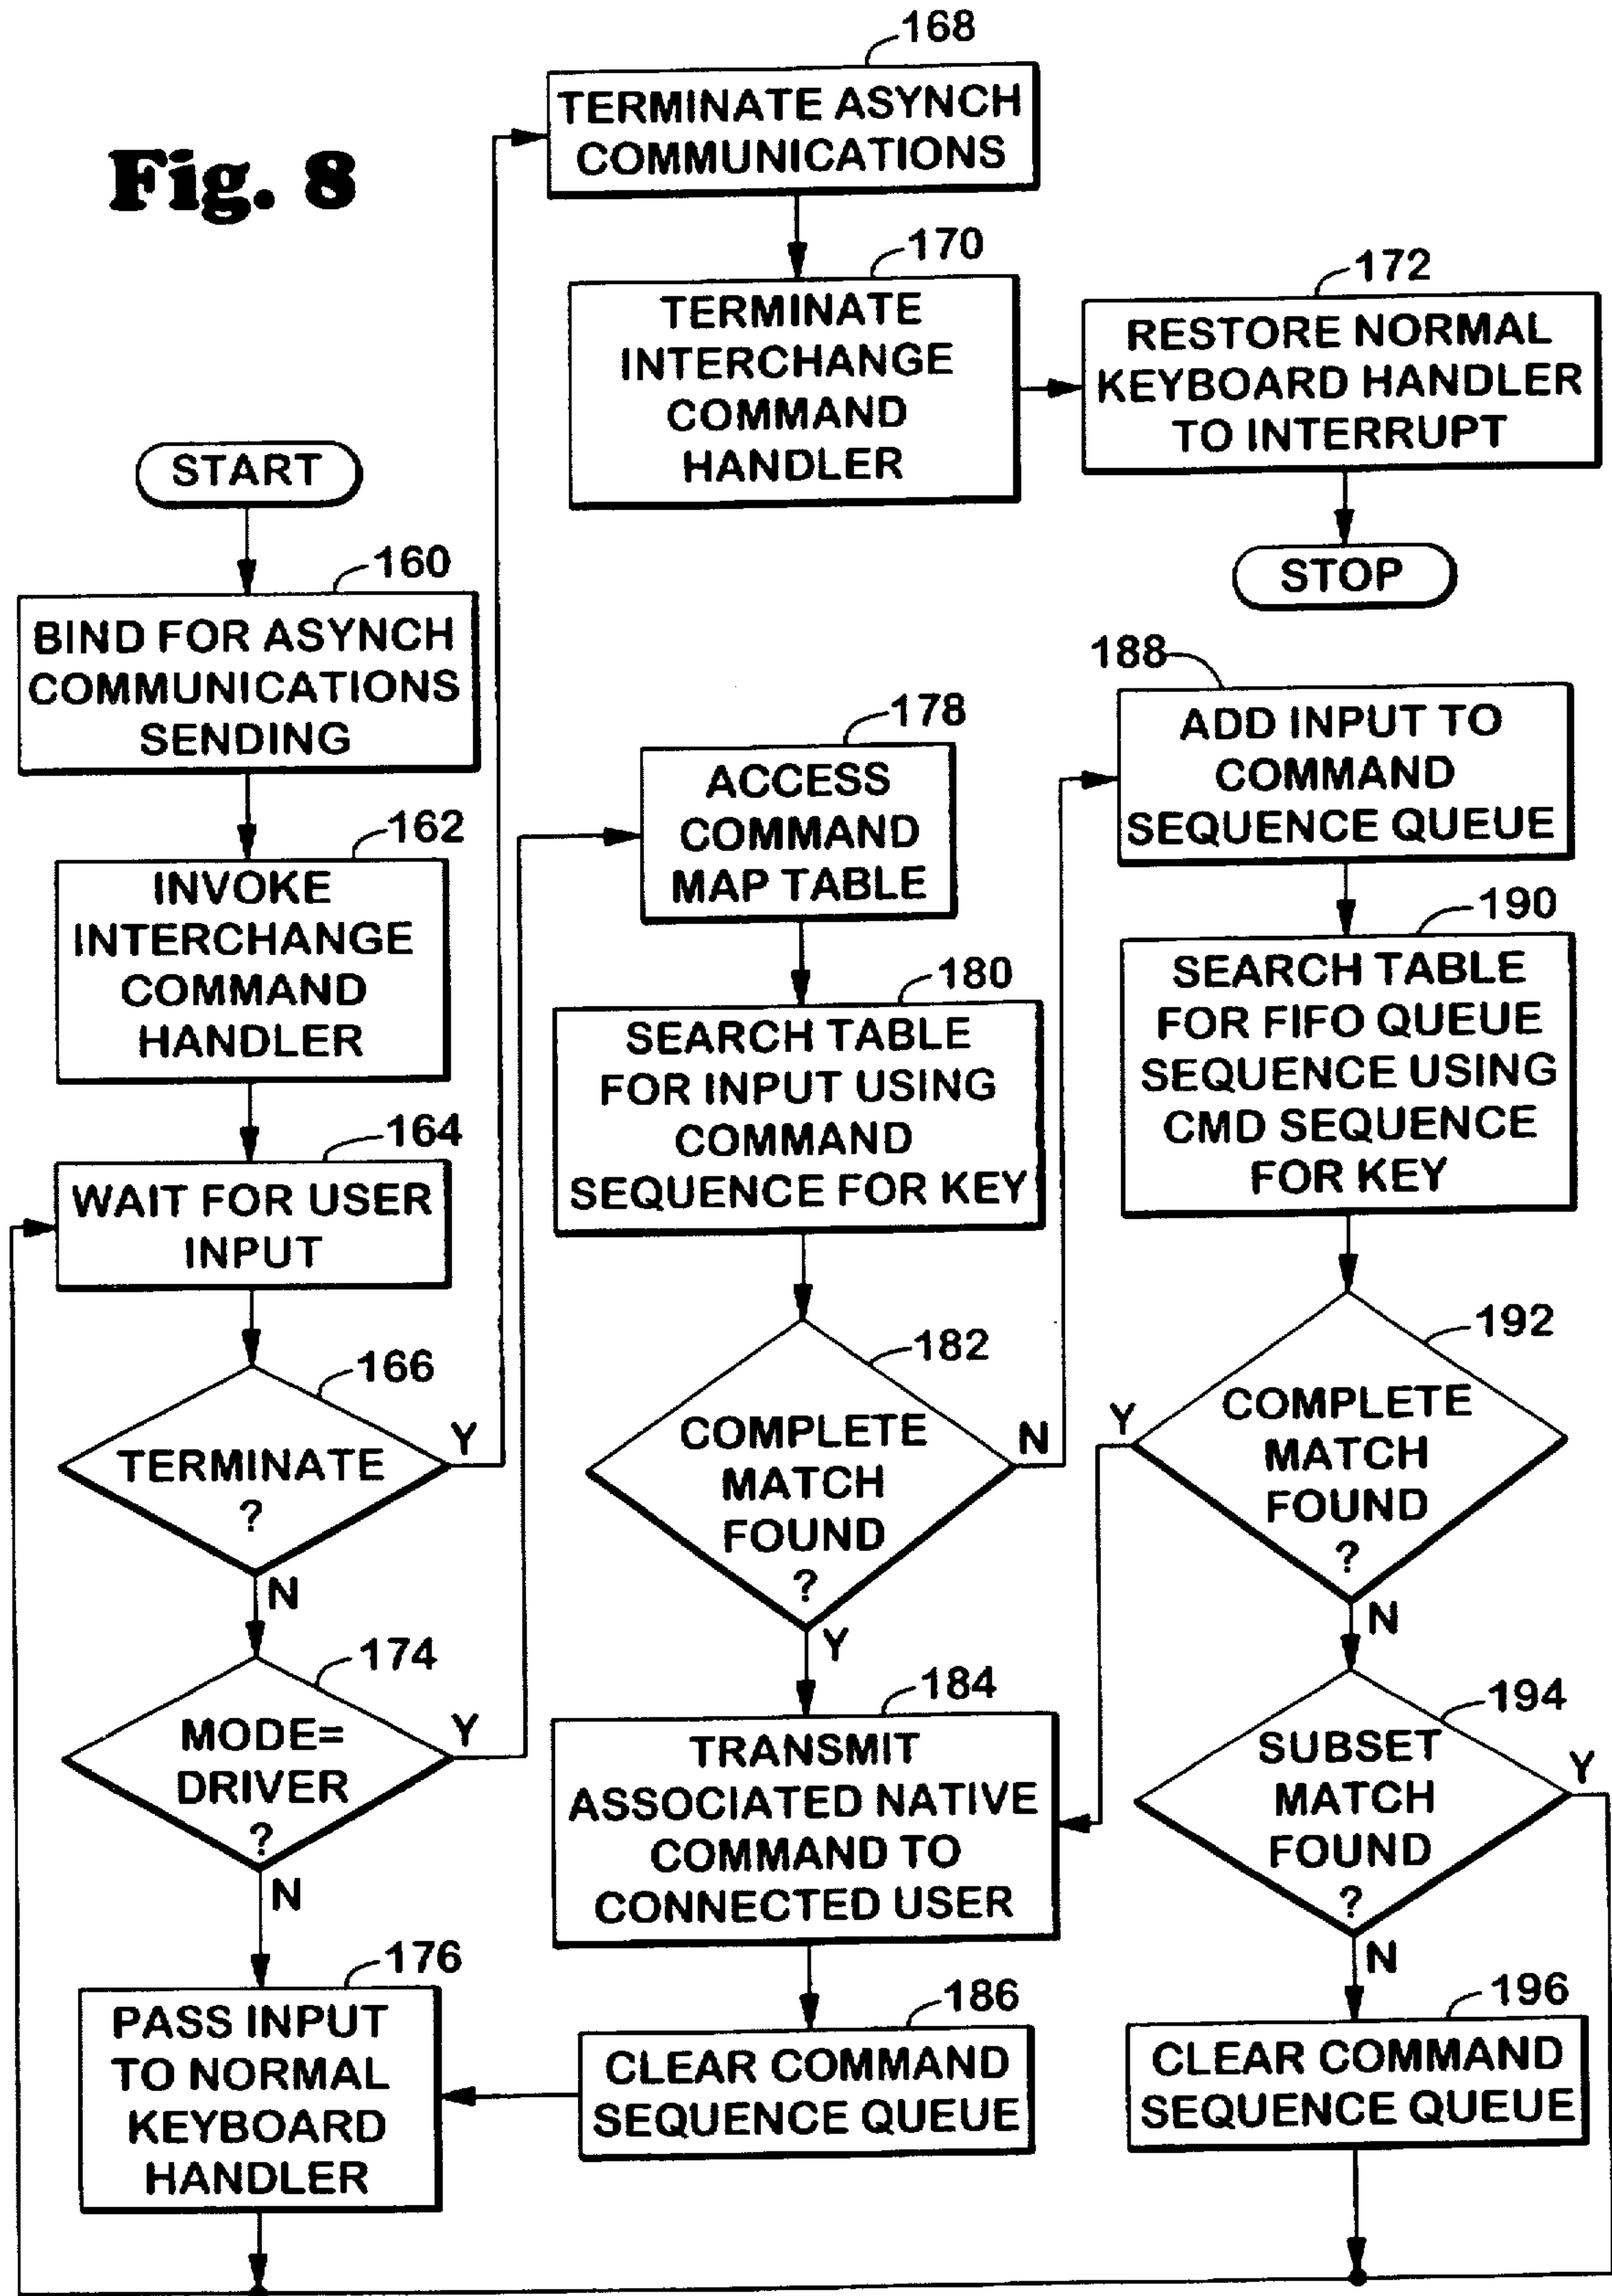 Fig. 8
168
TERMINATE ASYNCH
COMMUNICATIONS
170
TERMINATE
INTERCHANGE
COMMAND
HANDLER
172
RESTORE NORMAL
KEYBOARD HANDLER
TO INTERRUPT
STOP
START
160
BIND FOR ASYNCH
COMMUNICATIONS
SENDING
162
INVOKE
INTERCHANGE
COMMAND
HANDLER
164
WAIT FOR USER
INPUT
166
TERMINATE
?
Y
N
174
MODE=
DRIVER
?
Y
N
176
PASS INPUT
TO NORMAL
KEYBOARD
HANDLER
178
ACCESS
COMMAND
MAP TABLE
180
SEARCH TABLE
FOR INPUT USING
COMMAND
SEQUENCE FOR KEY
182
COMPLETE
MATCH
FOUND
?
N
Y
184
TRANSMIT
ASSOCIATED NATIVE
COMMAND TO
CONNECTED USER
186
CLEAR COMMAND
SEQUENCE QUEUE
188
ADD INPUT TO
COMMAND
SEQUENCE QUEUE
190
SEARCH TABLE
FOR FIFO QUEUE
SEQUENCE USING
CMD SEQUENCE
FOR KEY
192
COMPLETE
MATCH
FOUND
?
Y
N
194
SUBSET
MATCH
FOUND
?
Y
N
196
CLEAR COMMAND
SEQUENCE QUEUE